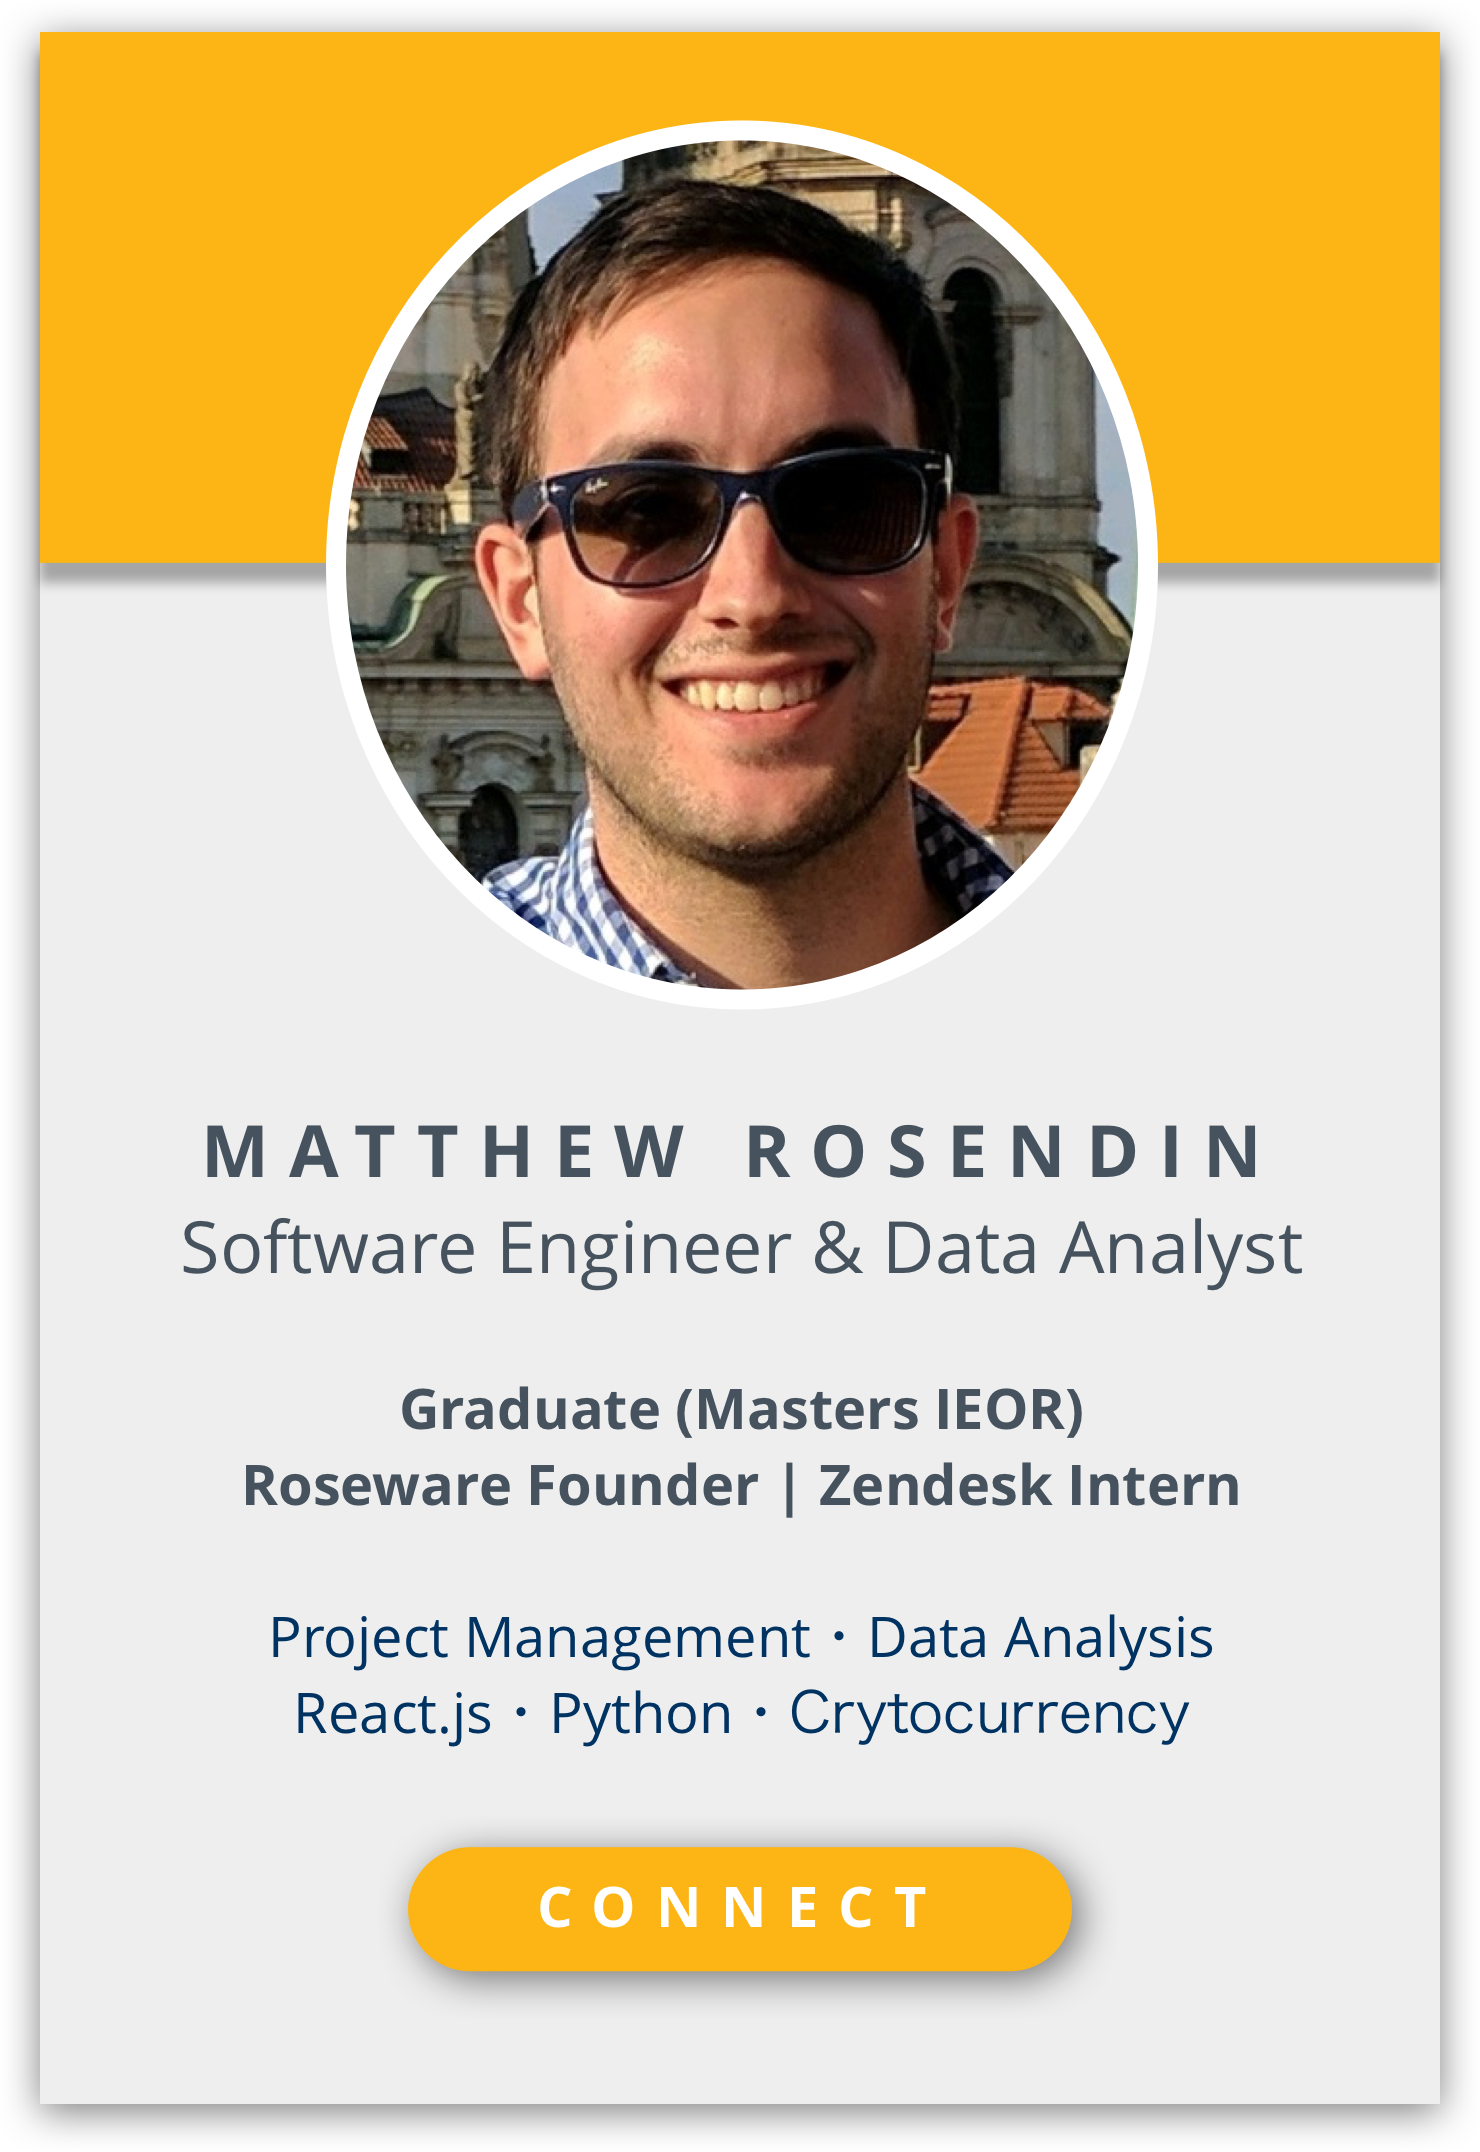 MATTHEW ROSENDIN
Software Engineer & Data Analyst
Graduate (Masters IEOR)
Roseware Founder | Zendesk Intern
Project Management · Data Analysis
React.js · Python · Crytocurrency
CONNECT